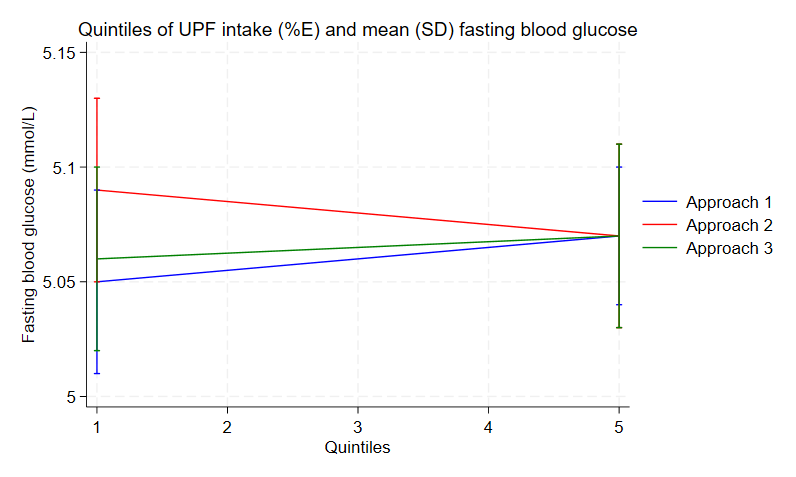 Quintiles of UPF intake (%E) and mean (SD) fasting blood glucose
Fasting blood glucose (mmol/L)
5.15
5.1
5.05
5
1 2 3 4 5
Quintiles
Approach 1
Approach 2
Approach 3